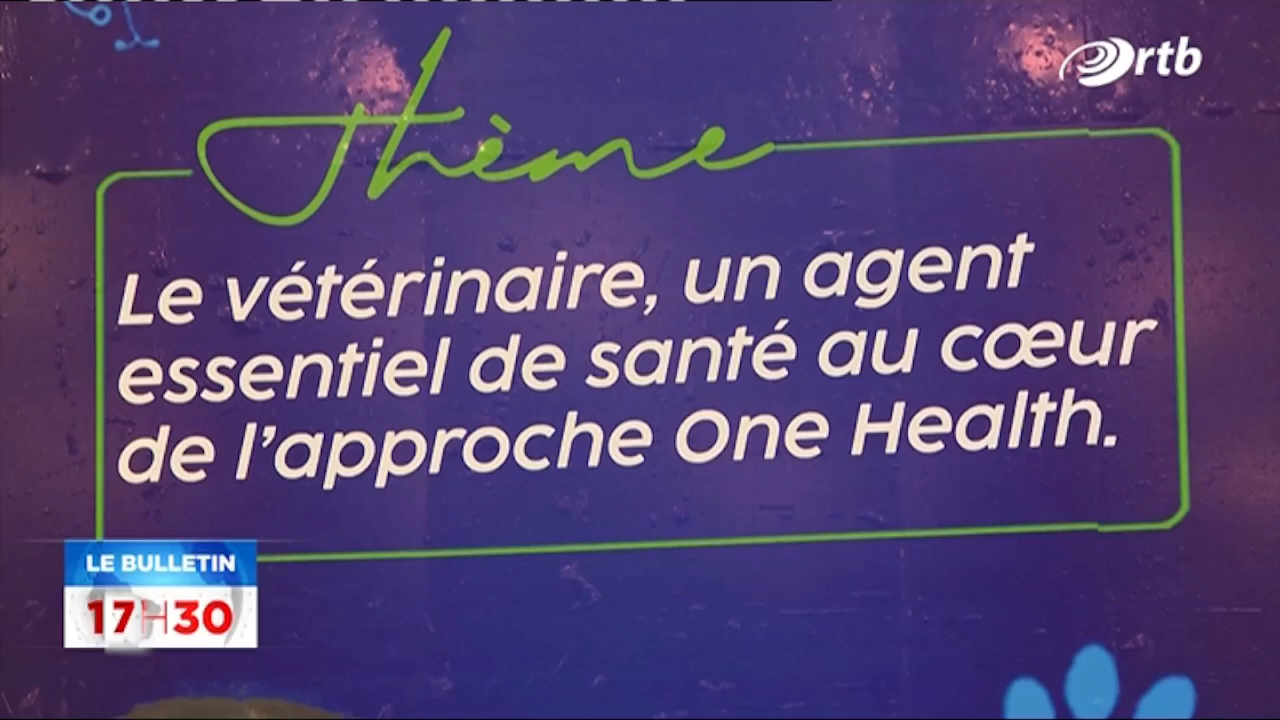 rtb
thème
Le vétérinaire, un agent
essentiel de santé au cœur
de l'approche One Health.
LE BULLETIN
17H30